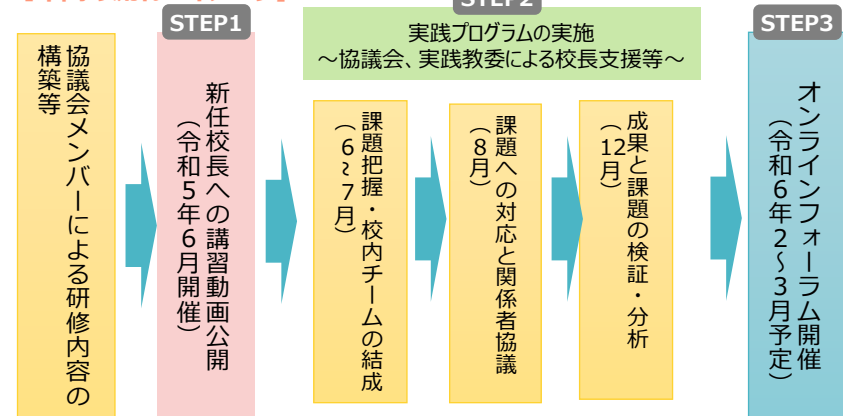 STEP1
STEP2
STEP3
実践プログラムの実施
～協議会、実践教委による校長支援等～
協議会メンバーによる研修内容の
構築等
新任校長への講習動画公開
（令和５年６月開催）
課題把握・校内チームの結成
（６～７月）
課題への対応と関係者協議
（８月）
成果と課題の検証・分析
（12月）
オンラインフォーラム開催
（令和６年２～３月予定）